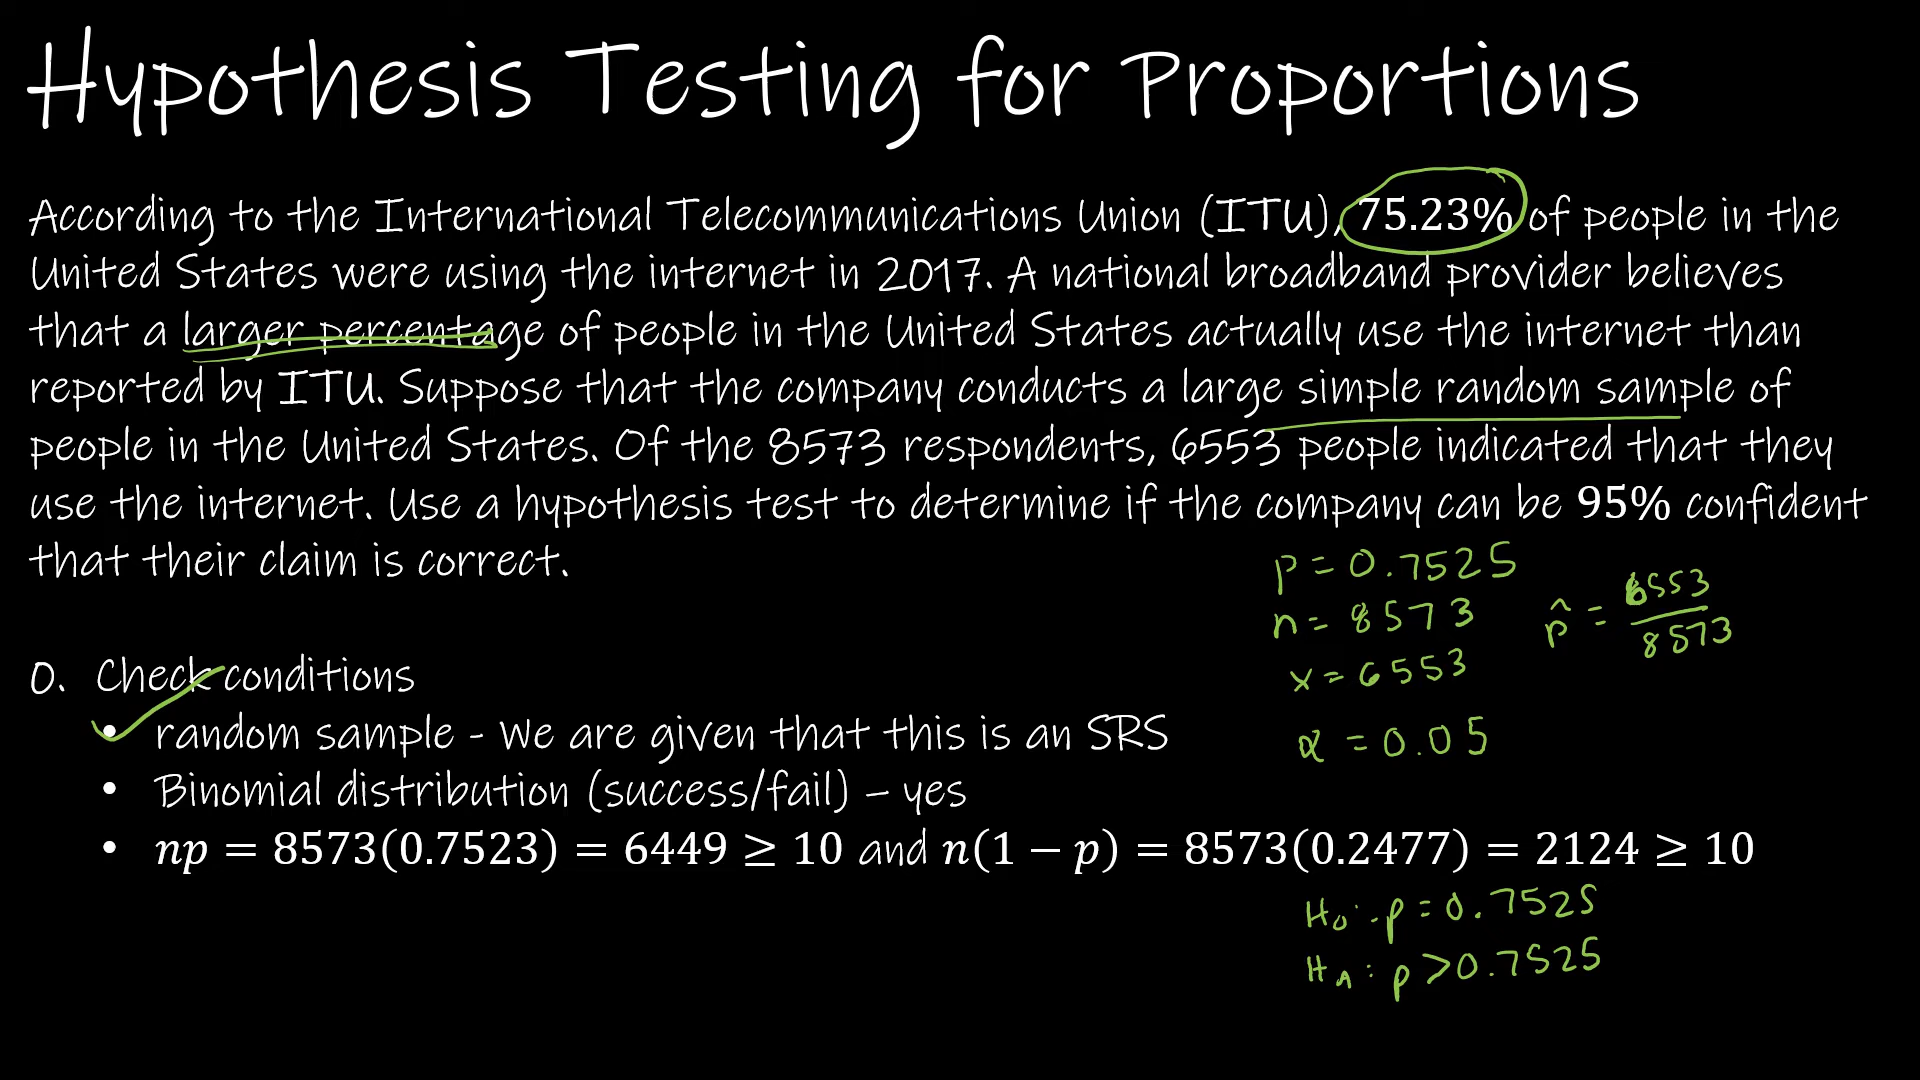 Hypothesis Testing for Proportions
According to the International Telecommunications Union (ITU), 75.23% of people in the
United States were using the internet in 2017. A national broadband provider believes
that a larger percentage of people in the United States actually use the internet than
reported by ITU. Suppose that the company conducts a large simple random sample of
people in the United States. Of the 8573 respondents, 6553 people indicated that they
use the internet. Use a hypothesis test to determine if the company can be 95% confident
that their claim is correct.
p = 0.7525
n = 8573
x = 6553
α = 0.05
p̂ = 6553/8573
0. Check conditions
• random sample - We are given that this is an SRS
• Binomial distribution (success/fail) – yes
• np = 8573(0.7523) = 6449 ≥ 10 and n(1 − p) = 8573(0.2477) = 2124 ≥ 10
H₀: p = 0.7525
H_A: p > 0.7525